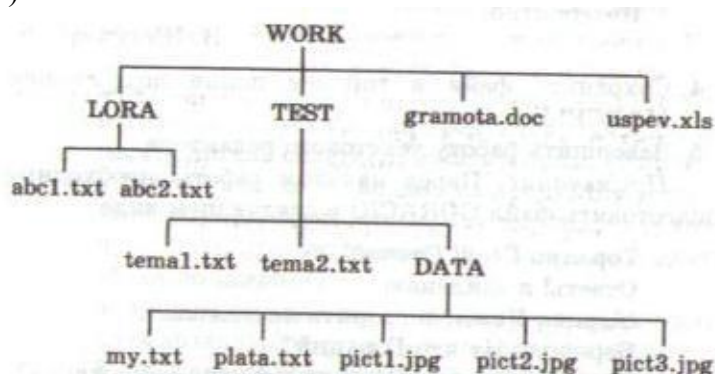 )
WORK
LORA TEST gramota.doc uspev.xls
abc1.txt abc2.txt
tema1.txt tema2.txt DATA
my.txt plata.txt pict1.jpg pict2.jpg pict3.jpg